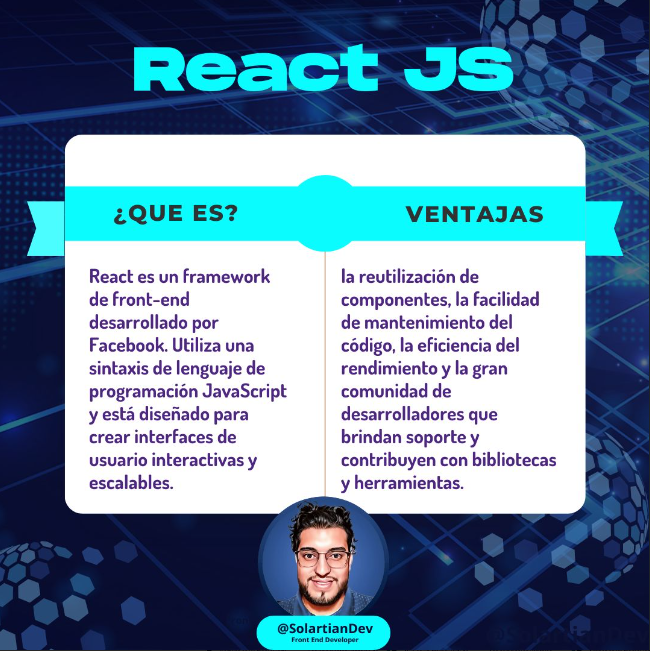 React JS
¿QUE ES?
React es un framework
de front-end
desarrollado por
Facebook. Utiliza una
sintaxis de lenguaje de
programación JavaScript
y está diseñado para
crear interfaces de
usuario interactivas y
escalables.
VENTAJAS
la reutilización de
componentes, la facilidad
de mantenimiento del
código, la eficiencia del
rendimiento y la gran
comunidad de
desarrolladores que
brindan soporte y
contribuyen con bibliotecas
y herramientas.
@SolartianDev
Front End Developer